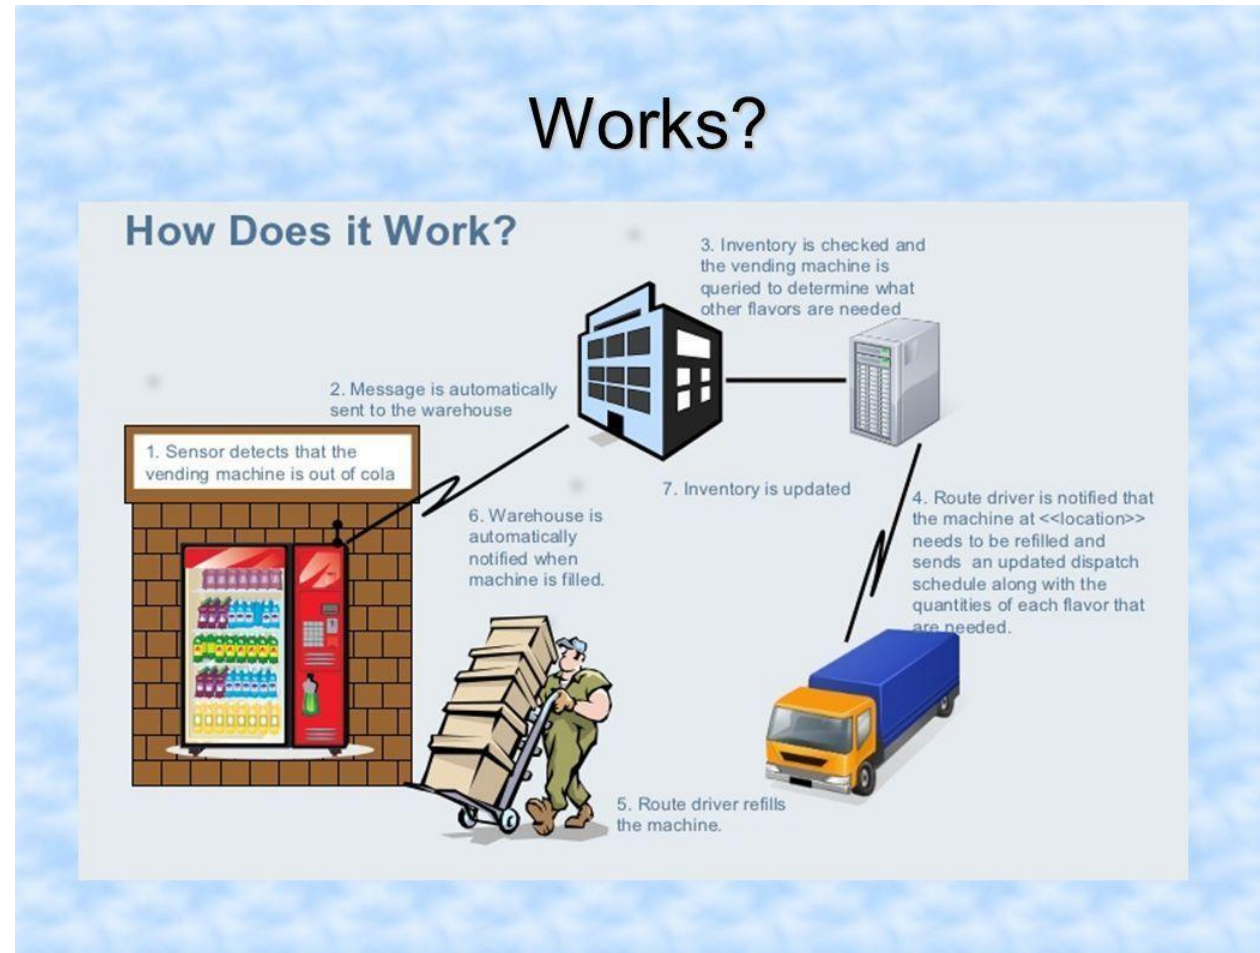 Works?
How Does it Work?
1. Sensor detects that the
vending machine is out of cola
2. Message is automatically
sent to the warehouse
3. Inventory is checked and
the vending machine is
queried to determine what
other flavors are needed
4. Route driver is notified that
the machine at <<location>>
needs to be refilled and
sends an updated dispatch
schedule along with the
quantities of each flavor that
are needed.
5. Route driver refills
the machine.
6. Warehouse is
automatically
notified when
machine is filled.
7. Inventory is updated